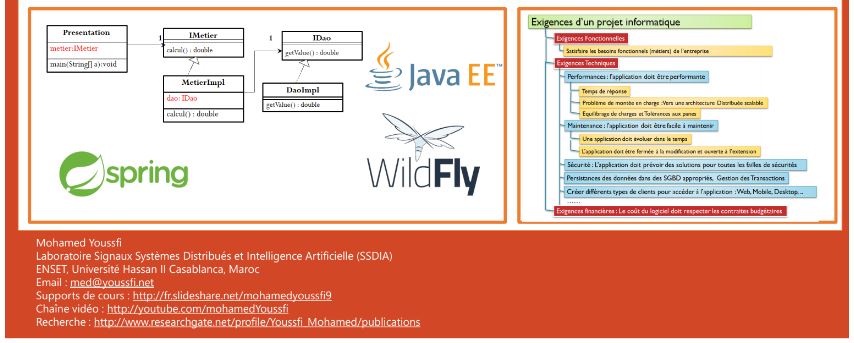 Presentation
metier:IMetier
main(String[] a):void
1
IMetier
calcul() : double
MetierImpl
dao: IDao
calcul() : double
1
IDao
getValue() : double
DaoImpl
getValue() : double
Java EE™
spring
WildFly
Exigences d'un projet informatique
Exigences Fonctionnelles
Satisfaire les besoins fonctionnels (métiers) de l'entreprise
Exigences Techniques
Performances : l'application doit être performante
Temps de réponse
Problème de montée en charge : Vers une architecture Distribuée scalable
Equilibrage de charges et Tolérances aux panes
Maintenance : l'application doit être facile à maintenir
Une application doit évoluer dans le temps
L'application doit être fermée à la modification et ouverte à l'extension
Sécurité : L'application doit prévoir des solutions pour toutes les failles de sécurités
Persistances des données dans des SGBD appropriés, Gestion des Transactions
Créer différents types de clients pour accéder à l'application : Web, Mobile, Desktop...
......
Exigences financières : Le coût du logiciel doit respecter les contraites budgétaires
Mohamed Youssfi
Laboratoire Signaux Systèmes Distribués et Intelligence Artificielle (SSDIA)
ENSET, Université Hassan II Casablanca, Maroc
Email : med@youssfi.net
Supports de cours : http://fr.slideshare.net/mohamedyoussfi9
Chaîne vidéo : http://youtube.com/mohamedYoussfi
Recherche : http://www.researchgate.net/profile/Youssfi_Mohamed/publications